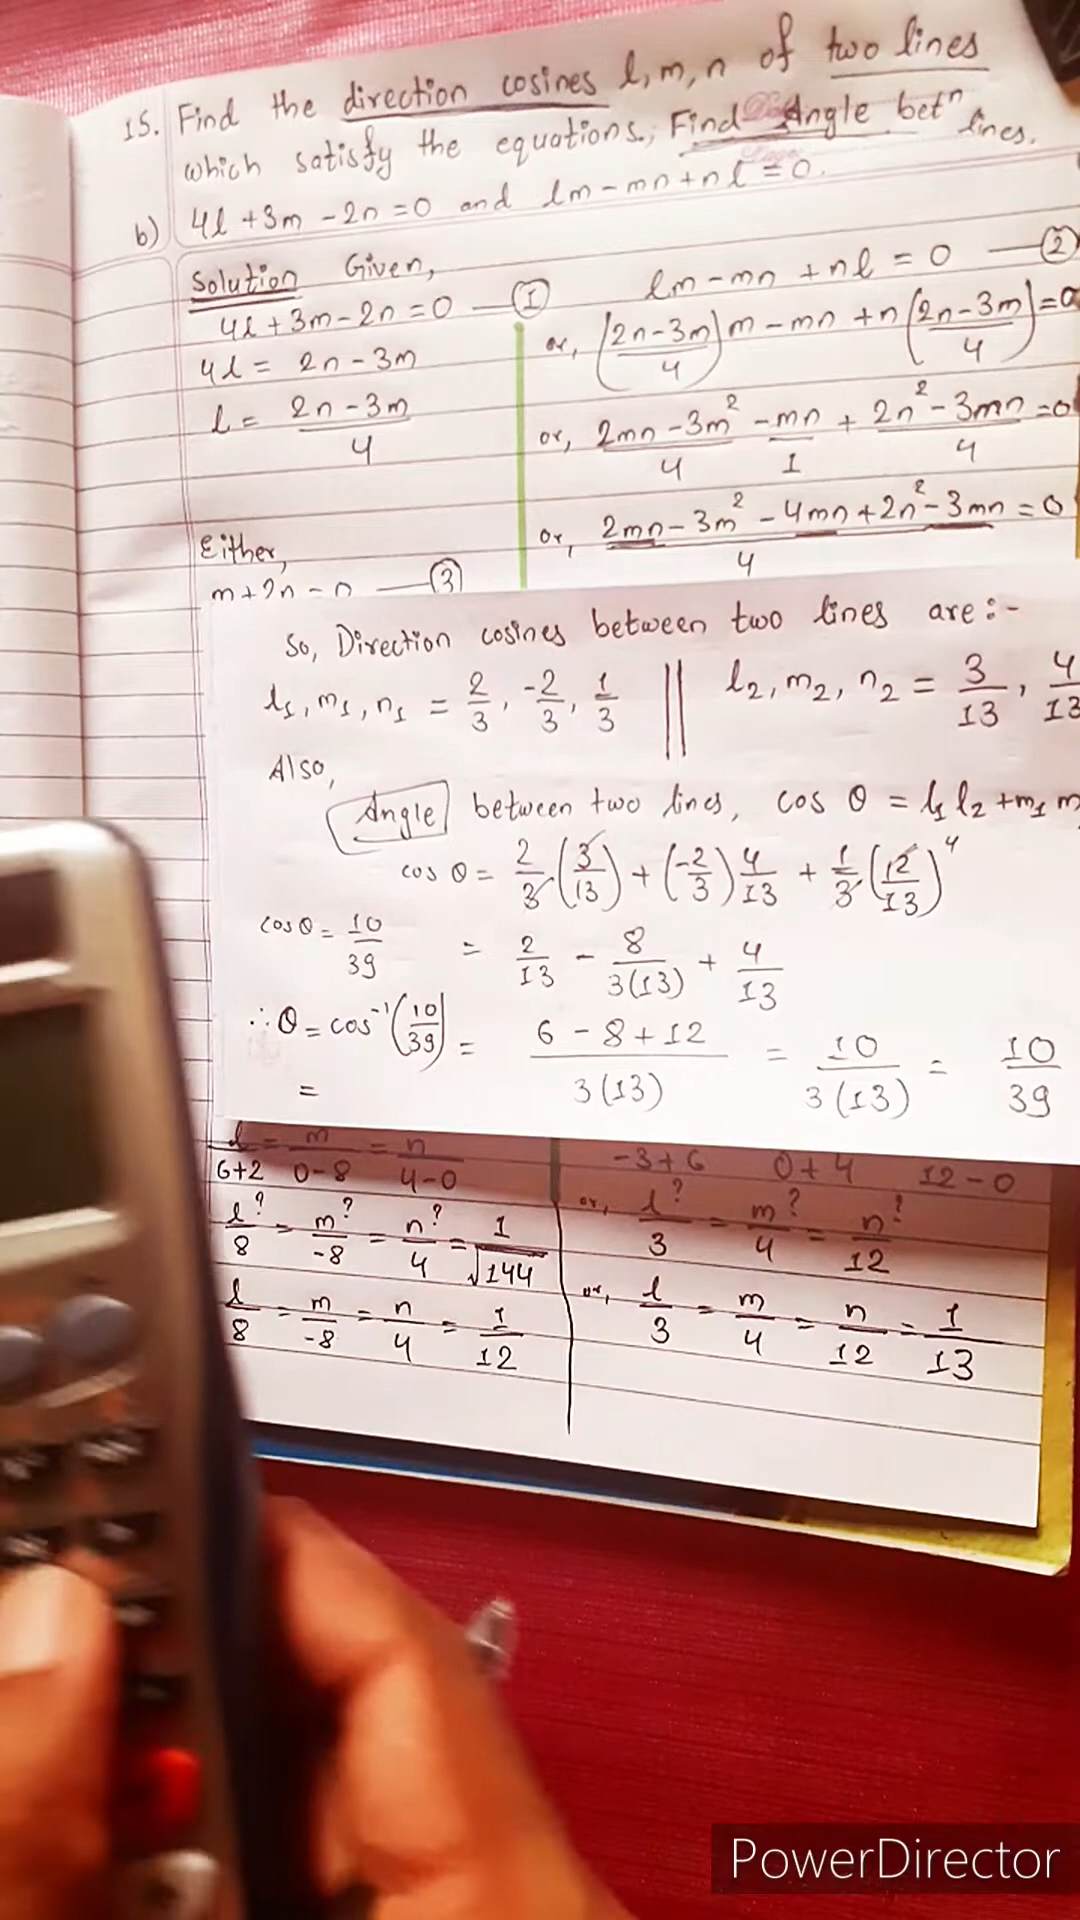 15. Find the direction cosines l, m, n of two lines
which satisfy the equations., Find Angle betⁿ lines.
b) 4l + 3m - 2n = 0 and lm - mn + nl = 0.
Solution Given,
4l + 3m - 2n = 0 — ①
4l = 2n - 3m
l = (2n - 3m)/4
Either,
m + 2n = 0 — ③
lm - mn + nl = 0 — ②
or, ((2n - 3m)/4) m - mn + n ((2n - 3m)/4) = 0
or, (2mn - 3m²)/4 - mn/1 + (2n² - 3mn)/4 = 0
or, (2mn - 3m² - 4mn + 2n² - 3mn)/4 = 0
So, Direction cosines between two lines are :-
l₁, m₁, n₁ = 2/3, -2/3, 1/3 || l₂, m₂, n₂ = 3/13, 4/13
Also,
Angle between two lines, cos θ = l₁ l₂ + m₁ m
cos θ = 2/3 (3/13) + (-2/3) 4/13 + 1/3 (12/13) 4
cos θ = 10/39 = 2/13 - 8/3(13) + 4/13
∴ θ = cos⁻¹(10/39) = (6 - 8 + 12)/3(13) = 10/3(13) = 10/39
=
l/(6+2) = m/(0-8) = n/(4-0)
l?/8 = m?/-8 = n?/4 = 1/√144
l/8 = m/-8 = n/4 = 1/12
-3+6 0+4 12-0
or, l?/3 = m?/4 = n?/12
or, l/3 = m/4 = n/12 = 1/13
PowerDirector